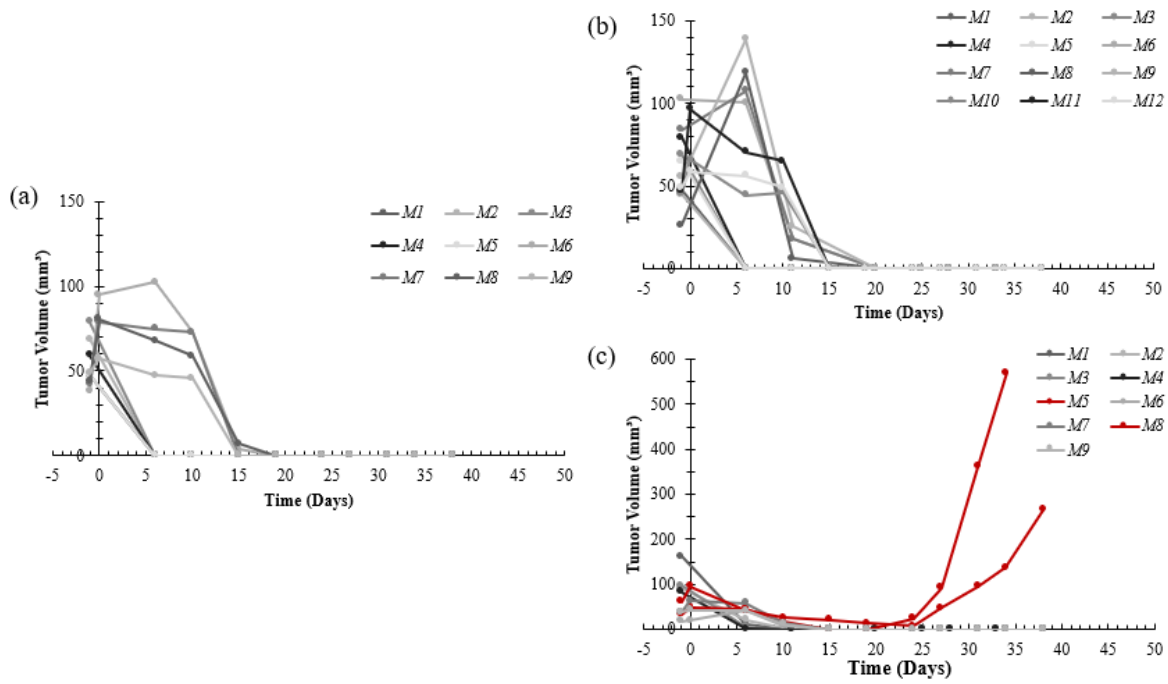 (a)
Tumor Volume (mm³)
150
100
50
0
-5 0 5 10 15 20 25 30 35 40 45 50
Time (Days)
M1 M2 M3
M4 M5 M6
M7 M8 M9
(b)
Tumor Volume (mm³)
150
100
50
0
-5 0 5 10 15 20 25 30 35 40 45 50
Time (Days)
M1 M2 M3
M4 M5 M6
M7 M8 M9
M10 M11 M12
(c)
Tumor Volume (mm³)
600
500
400
300
200
100
0
-5 0 5 10 15 20 25 30 35 40 45 50
Time (Days)
M1 M2
M3 M4
M5 M6
M7 M8
M9